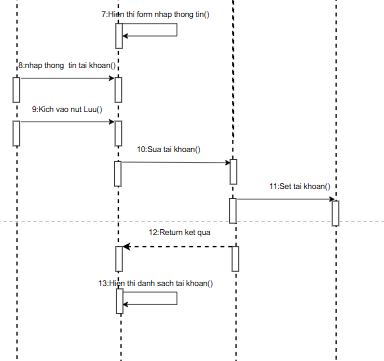 7:Hien thi form nhap thong tin()
8:nhap thong tin tai khoan()
9:Kich vao nut Luu()
10:Sua tai khoan()
11:Set tai khoan()
12:Return ket qua
13:Hien thi danh sach tai khoan()